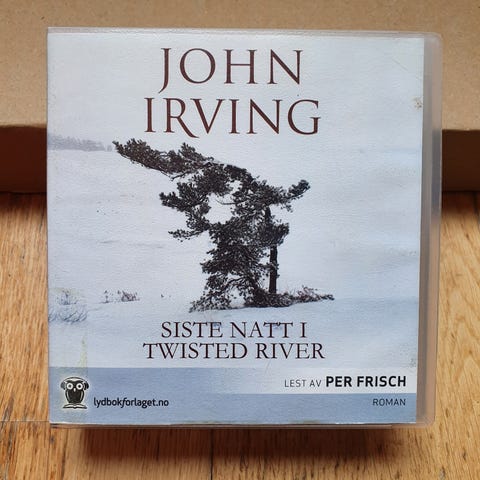 JOHN
IRVING
SISTE NATT I
TWISTED RIVER
LEST AV PER FRISCH
lydbokforlaget.no
ROMAN